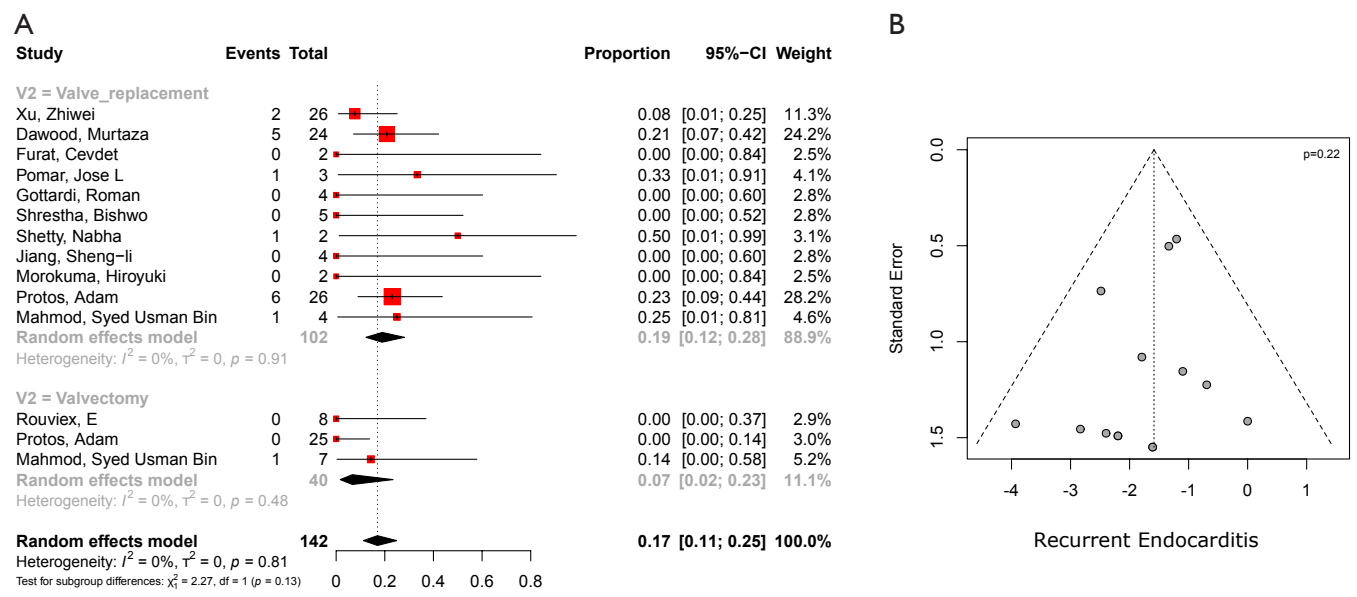 A
Study Events Total Proportion 95%−CI Weight
V2 = Valve_replacement
Xu, Zhiwei 2 26 0.08 [0.01; 0.25] 11.3%
Dawood, Murtaza 5 24 0.21 [0.07; 0.42] 24.2%
Furat, Cevdet 0 2 0.00 [0.00; 0.84] 2.5%
Pomar, Jose L 1 3 0.33 [0.01; 0.91] 4.1%
Gottardi, Roman 0 4 0.00 [0.00; 0.60] 2.8%
Shrestha, Bishwo 0 5 0.00 [0.00; 0.52] 2.8%
Shetty, Nabha 1 2 0.50 [0.01; 0.99] 3.1%
Jiang, Sheng−li 0 4 0.00 [0.00; 0.60] 2.8%
Morokuma, Hiroyuki 0 2 0.00 [0.00; 0.84] 2.5%
Protos, Adam 6 26 0.23 [0.09; 0.44] 28.2%
Mahmod, Syed Usman Bin 1 4 0.25 [0.01; 0.81] 4.6%
Random effects model 102 0.19 [0.12; 0.28] 88.9%
Heterogeneity: I² = 0%, τ² = 0, p = 0.91
V2 = Valvectomy
Rouviex, E 0 8 0.00 [0.00; 0.37] 2.9%
Protos, Adam 0 25 0.00 [0.00; 0.14] 3.0%
Mahmod, Syed Usman Bin 1 7 0.14 [0.00; 0.58] 5.2%
Random effects model 40 0.07 [0.02; 0.23] 11.1%
Heterogeneity: I² = 0%, τ² = 0, p = 0.48
Random effects model 142 0.17 [0.11; 0.25] 100.0%
Heterogeneity: I² = 0%, τ² = 0, p = 0.81
Test for subgroup differences: χ₁² = 2.27, df = 1 (p = 0.13)
0 0.2 0.4 0.6 0.8
B
p=0.22
Standard Error
0.0
0.5
1.0
1.5
-4 -3 -2 -1 0 1
Recurrent Endocarditis